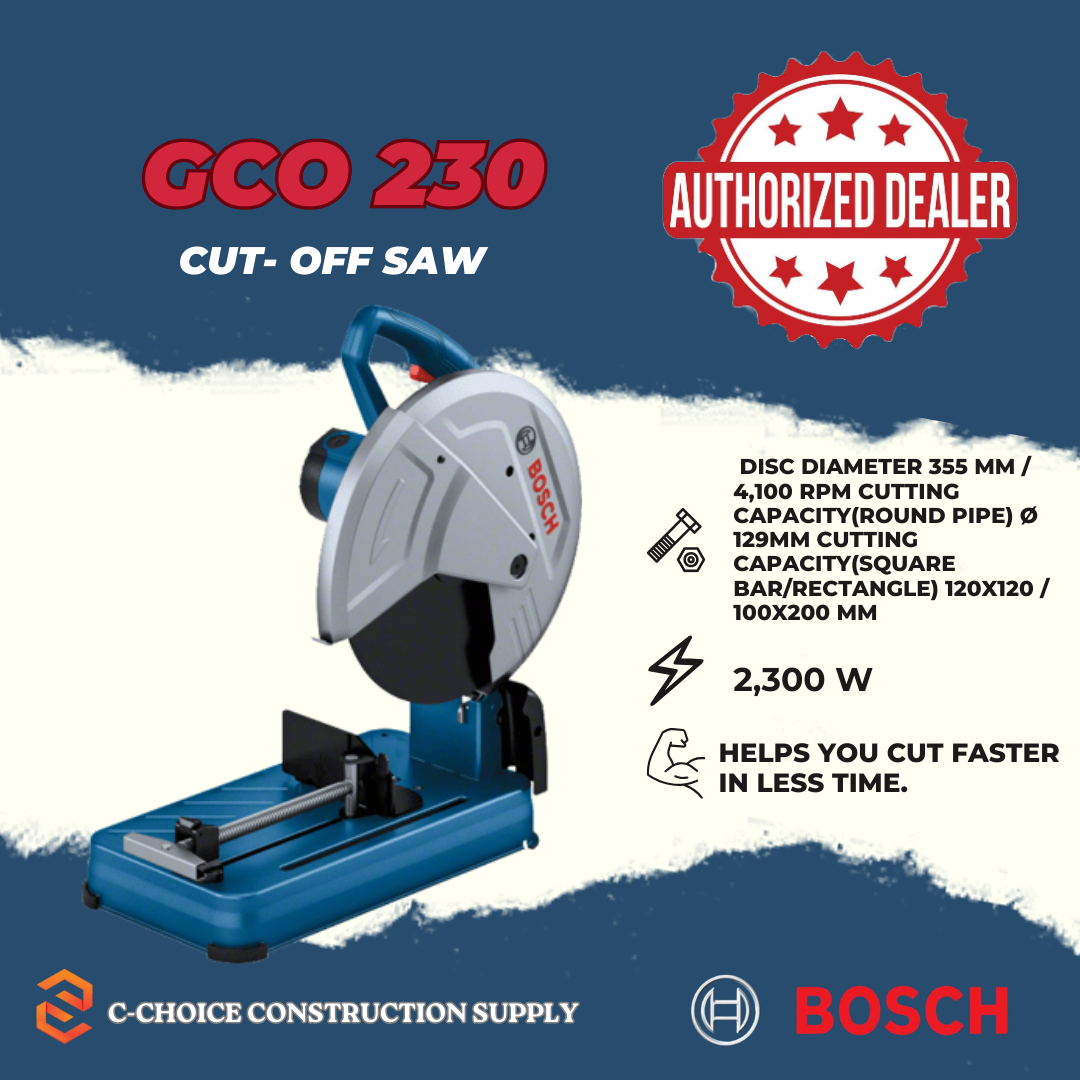 GCO 230
CUT- OFF SAW
AUTHORIZED DEALER
BOSCH
DISC DIAMETER 355 MM /
4,100 RPM CUTTING
CAPACITY(ROUND PIPE) Ø
129MM CUTTING
CAPACITY(SQUARE
BAR/RECTANGLE) 120X120 /
100X200 MM
2,300 W
HELPS YOU CUT FASTER
IN LESS TIME.
C-CHOICE CONSTRUCTION SUPPLY
BOSCH